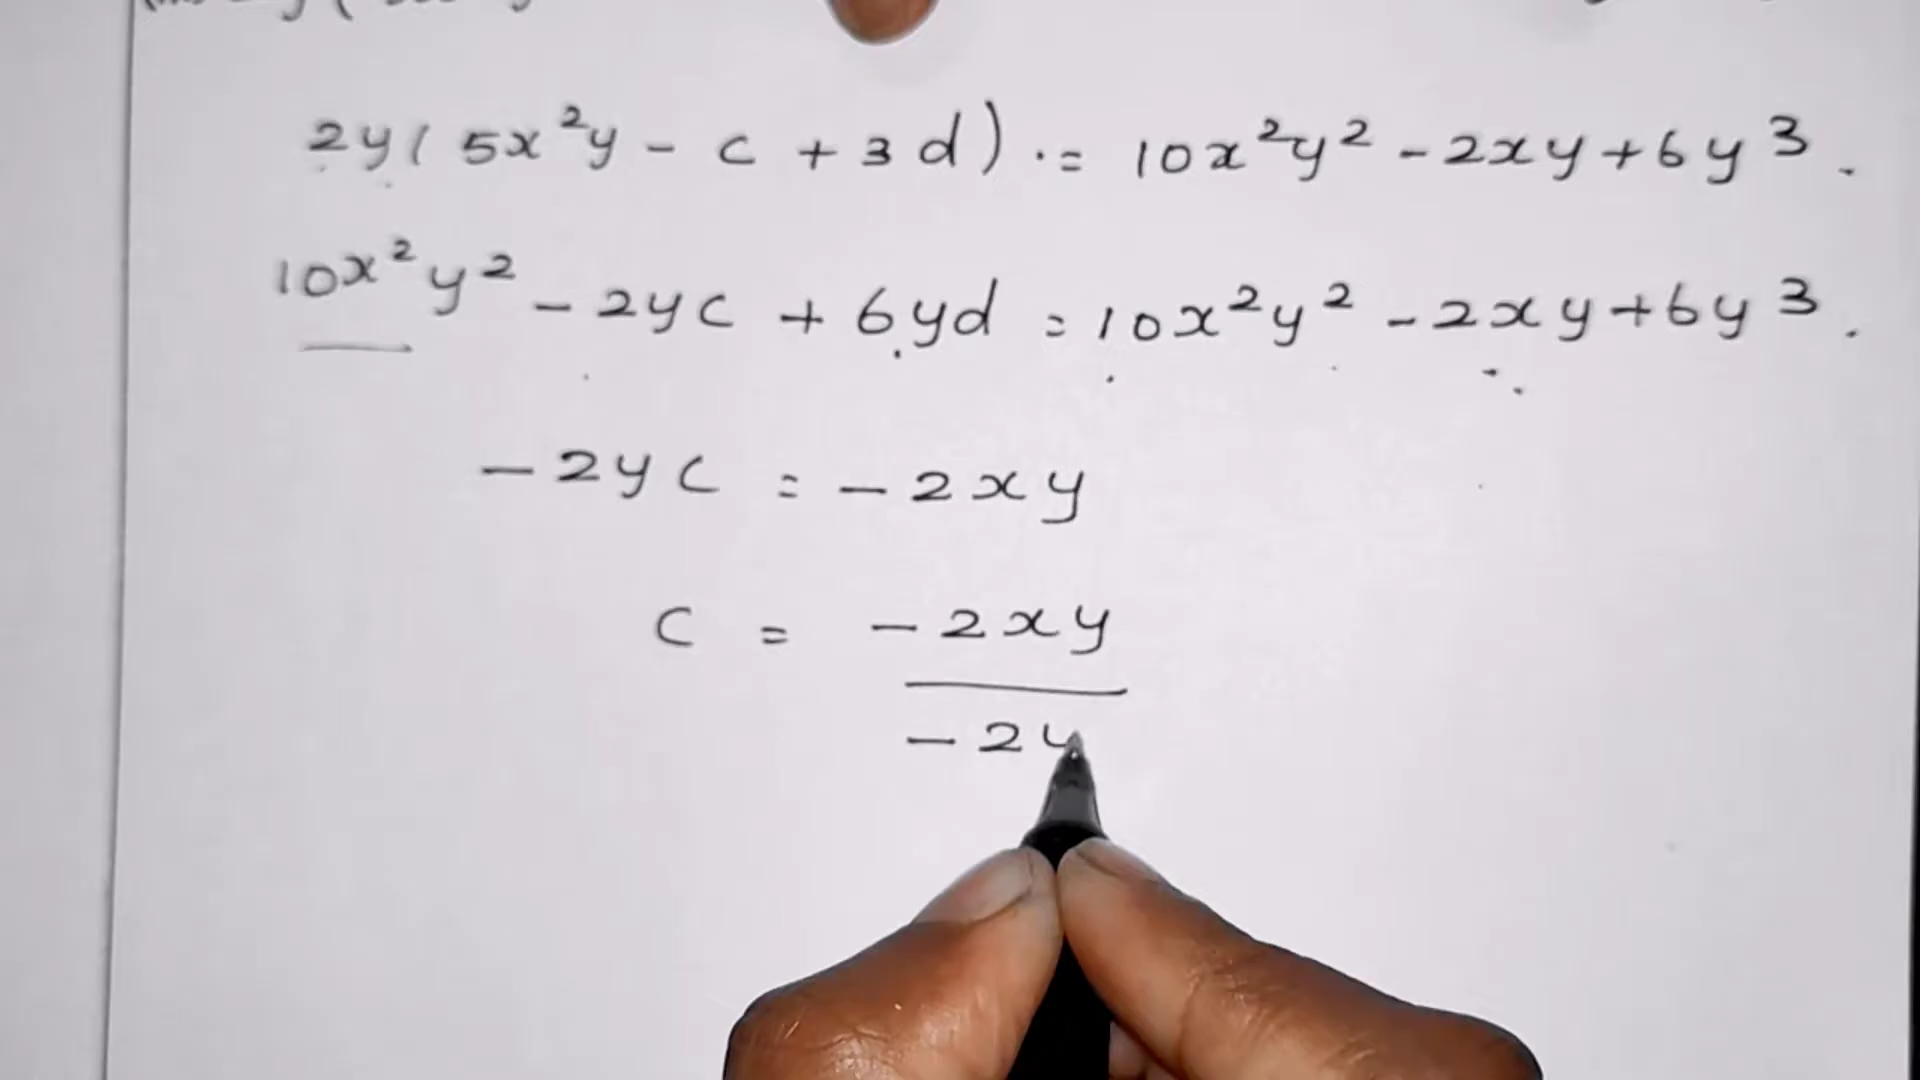 2y( 5x²y - c + 3d) . = 10x²y² - 2xy + 6y³ .
10x²y² - 2yc + 6yd = 10x²y² - 2xy + 6y³ .
- 2yc = - 2xy
c = - 2xy
- 2y